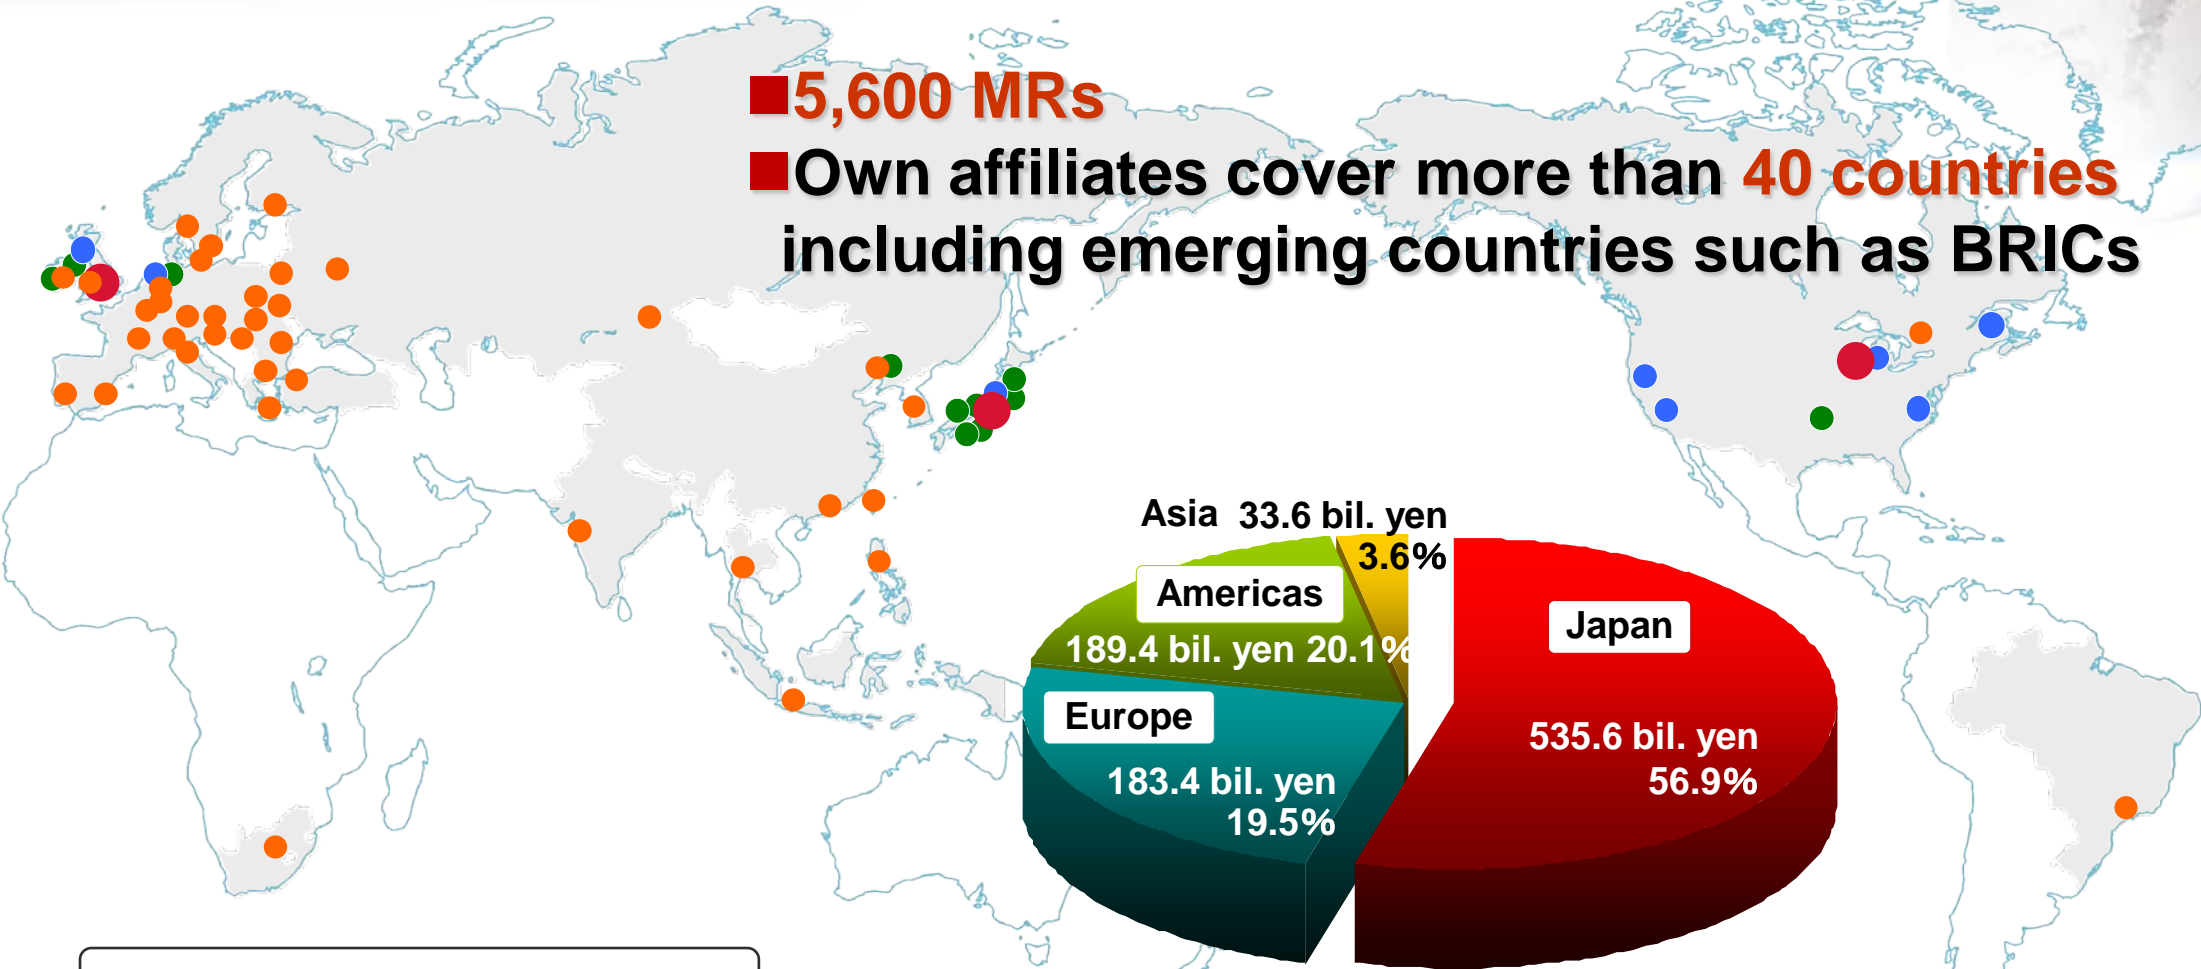 ■5,600 MRs
■Own affiliates cover more than 40 countries
including emerging countries such as BRICs
Asia 33.6 bil. yen
3.6%
Americas
189.4 bil. yen 20.1%
Japan
535.6 bil. yen
56.9%
Europe
183.4 bil. yen
19.5%